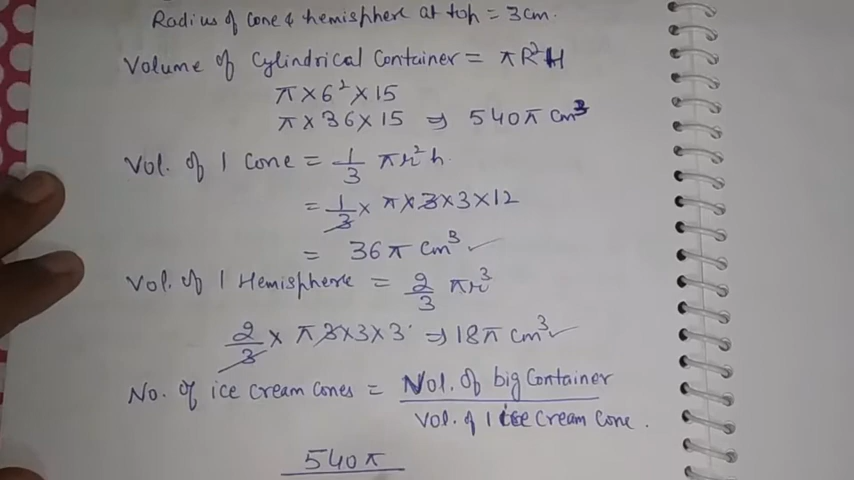 Radius of cone & hemisphere at top = 3 cm.
Volume of Cylindrical Container = πR²H
π×6²×15
π×36×15 ⇒ 540π cm³
Vol. of 1 Cone = 1/3 πr²h.
= 1/3 × π×3×3×12
= 36π cm³ ✓
Vol. of 1 Hemisphere = 2/3 πr³
2/3 × π 3×3×3 ⇒ 18π cm³ ✓
No. of ice cream Cones = Vol. of big Container / Vol. of 1 ice cream Cone.
540π